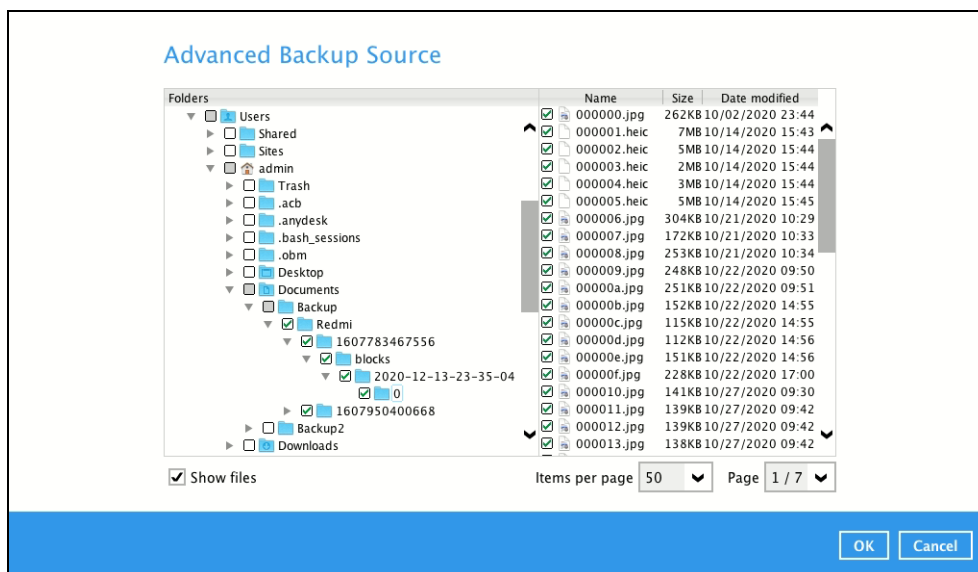 Advanced Backup Source
Folders
Users
Shared
Sites
admin
Trash
.acb
.anydesk
.bash_sessions
.obm
Desktop
Documents
Backup
Redmi
1607783467556
blocks
2020-12-13-23-35-04
0
1607950400668
Backup2
Downloads
Name Size Date modified
000000.jpg 262KB 10/02/2020 23:44
000001.heic 7MB 10/14/2020 15:43
000002.heic 5MB 10/14/2020 15:44
000003.heic 2MB 10/14/2020 15:44
000004.heic 3MB 10/14/2020 15:44
000005.heic 5MB 10/14/2020 15:45
000006.jpg 304KB 10/21/2020 10:29
000007.jpg 172KB 10/21/2020 10:33
000008.jpg 253KB 10/21/2020 10:34
000009.jpg 248KB 10/22/2020 09:50
00000a.jpg 251KB 10/22/2020 09:51
00000b.jpg 152KB 10/22/2020 14:55
00000c.jpg 115KB 10/22/2020 14:55
00000d.jpg 112KB 10/22/2020 14:56
00000e.jpg 151KB 10/22/2020 14:56
00000f.jpg 228KB 10/22/2020 17:00
000010.jpg 141KB 10/27/2020 09:30
000011.jpg 139KB 10/27/2020 09:42
000012.jpg 139KB 10/27/2020 09:42
000013.jpg 138KB 10/27/2020 09:42
Show files
Items per page 50 Page 1 / 7
OK Cancel